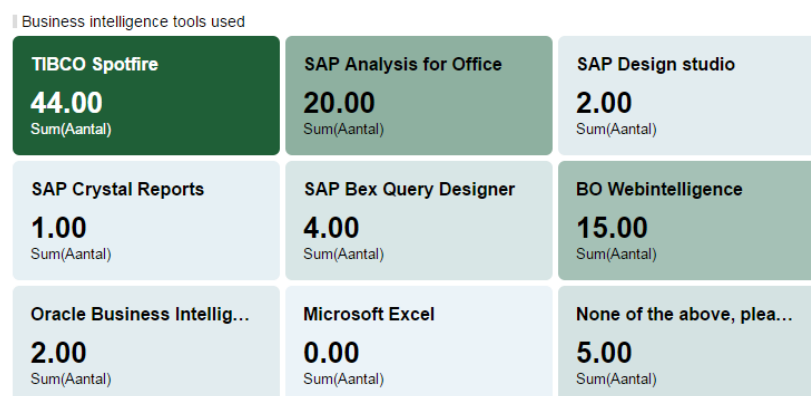 Business intelligence tools used
TIBCO Spotfire
44.00
Sum(Aantal)
SAP Analysis for Office
20.00
Sum(Aantal)
SAP Design studio
2.00
Sum(Aantal)
SAP Crystal Reports
1.00
Sum(Aantal)
SAP Bex Query Designer
4.00
Sum(Aantal)
BO Webintelligence
15.00
Sum(Aantal)
Oracle Business Intellig...
2.00
Sum(Aantal)
Microsoft Excel
0.00
Sum(Aantal)
None of the above, plea...
5.00
Sum(Aantal)